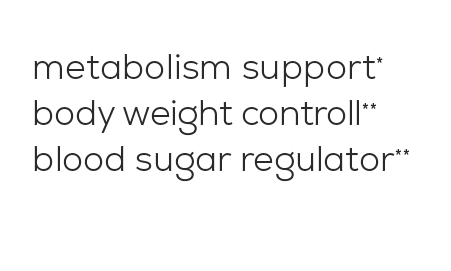 metabolism support*
body weight controll**
blood sugar regulator**